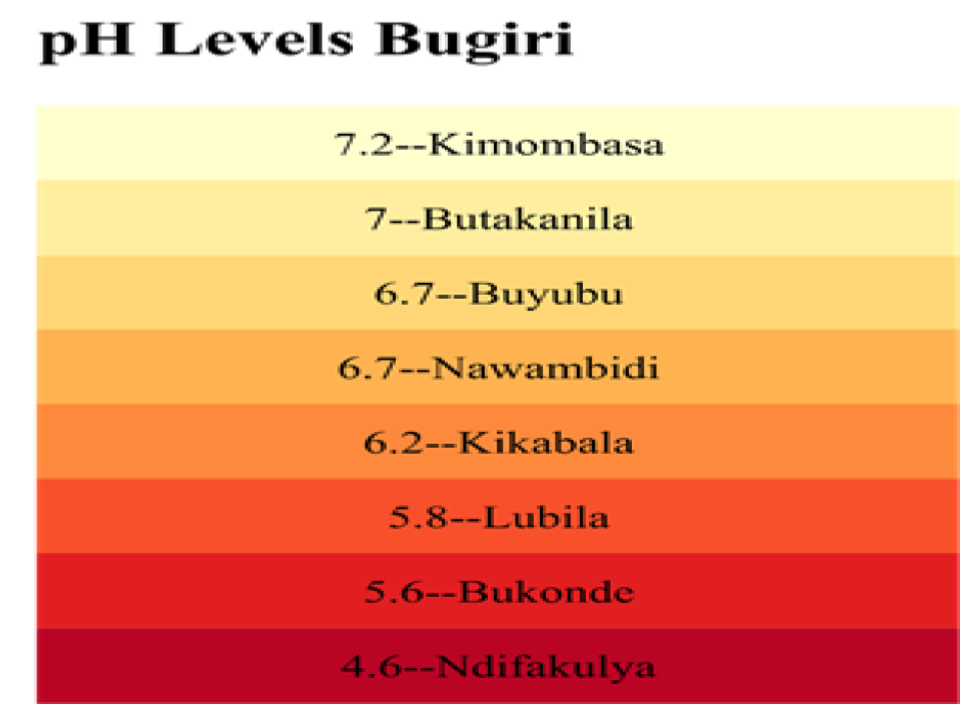 pH Levels Bugiri
7.2--Kimombasa
7--Butakanila
6.7--Buyubu
6.7--Nawambidi
6.2--Kikabala
5.8--Lubila
5.6--Bukonde
4.6--Ndifakulya